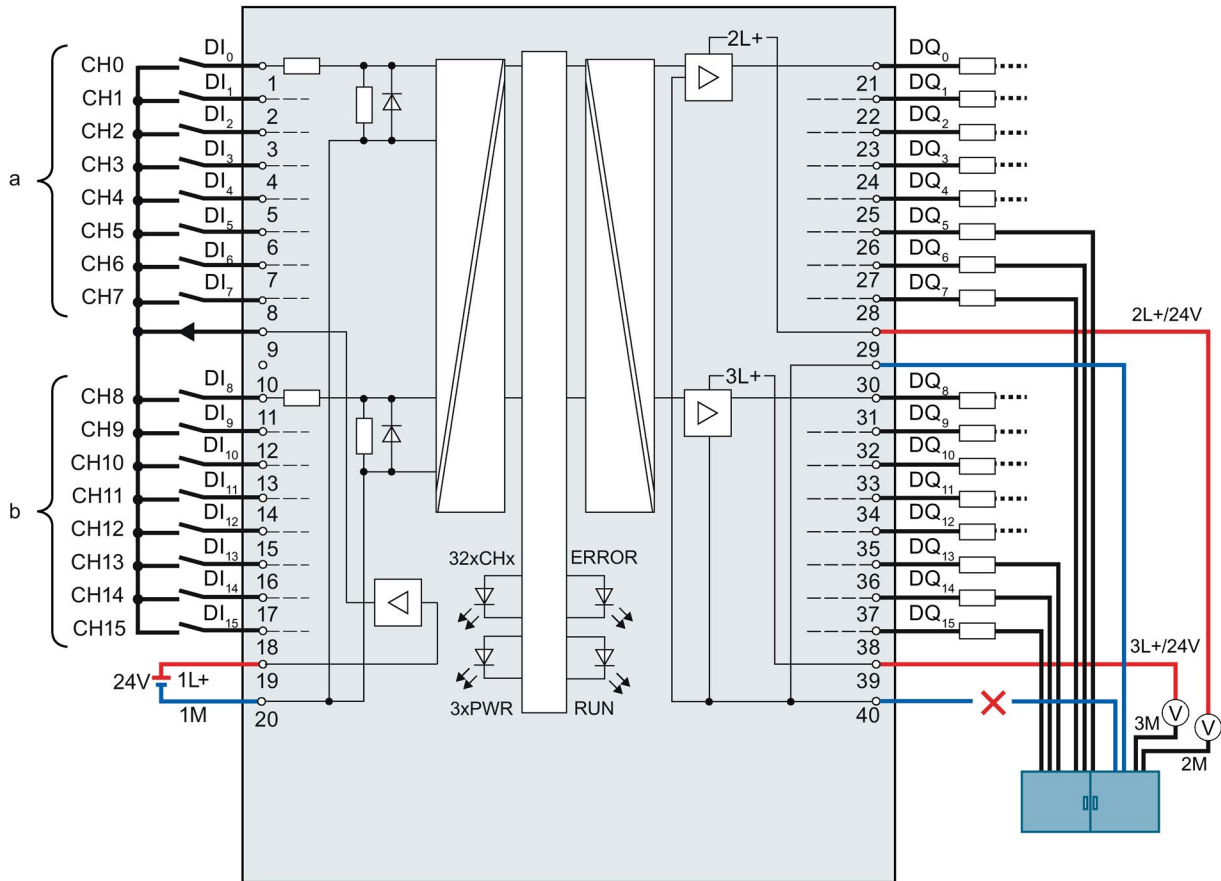 2L+
CH0 DI0 DQ0
1 21
CH1 DI1 DQ1
2 22
CH2 DI2 DQ2
3 23
CH3 DI3 DQ3
a
4 24
CH4 DI4 DQ4
5 25
CH5 DI5 DQ5
6 26
CH6 DI6 DQ6
7 27
CH7 DI7 DQ7
8 28
2L+/24V
9 29
3L+
CH8 DI8 DQ8
10 30
CH9 DI9 DQ9
11 31
CH10 DI10 DQ10
12 32
CH11 DI11 DQ11
13 33
b
CH12 DI12 DQ12
14 34
CH13 DI13 DQ13
15 35
32xCHx ERROR
CH14 DI14 DQ14
16 36
CH15 DI15 DQ15
17 37
18 38
3L+/24V
24V 1L+
19 39
1M
3xPWR RUN
20 40
V
3M
V
2M